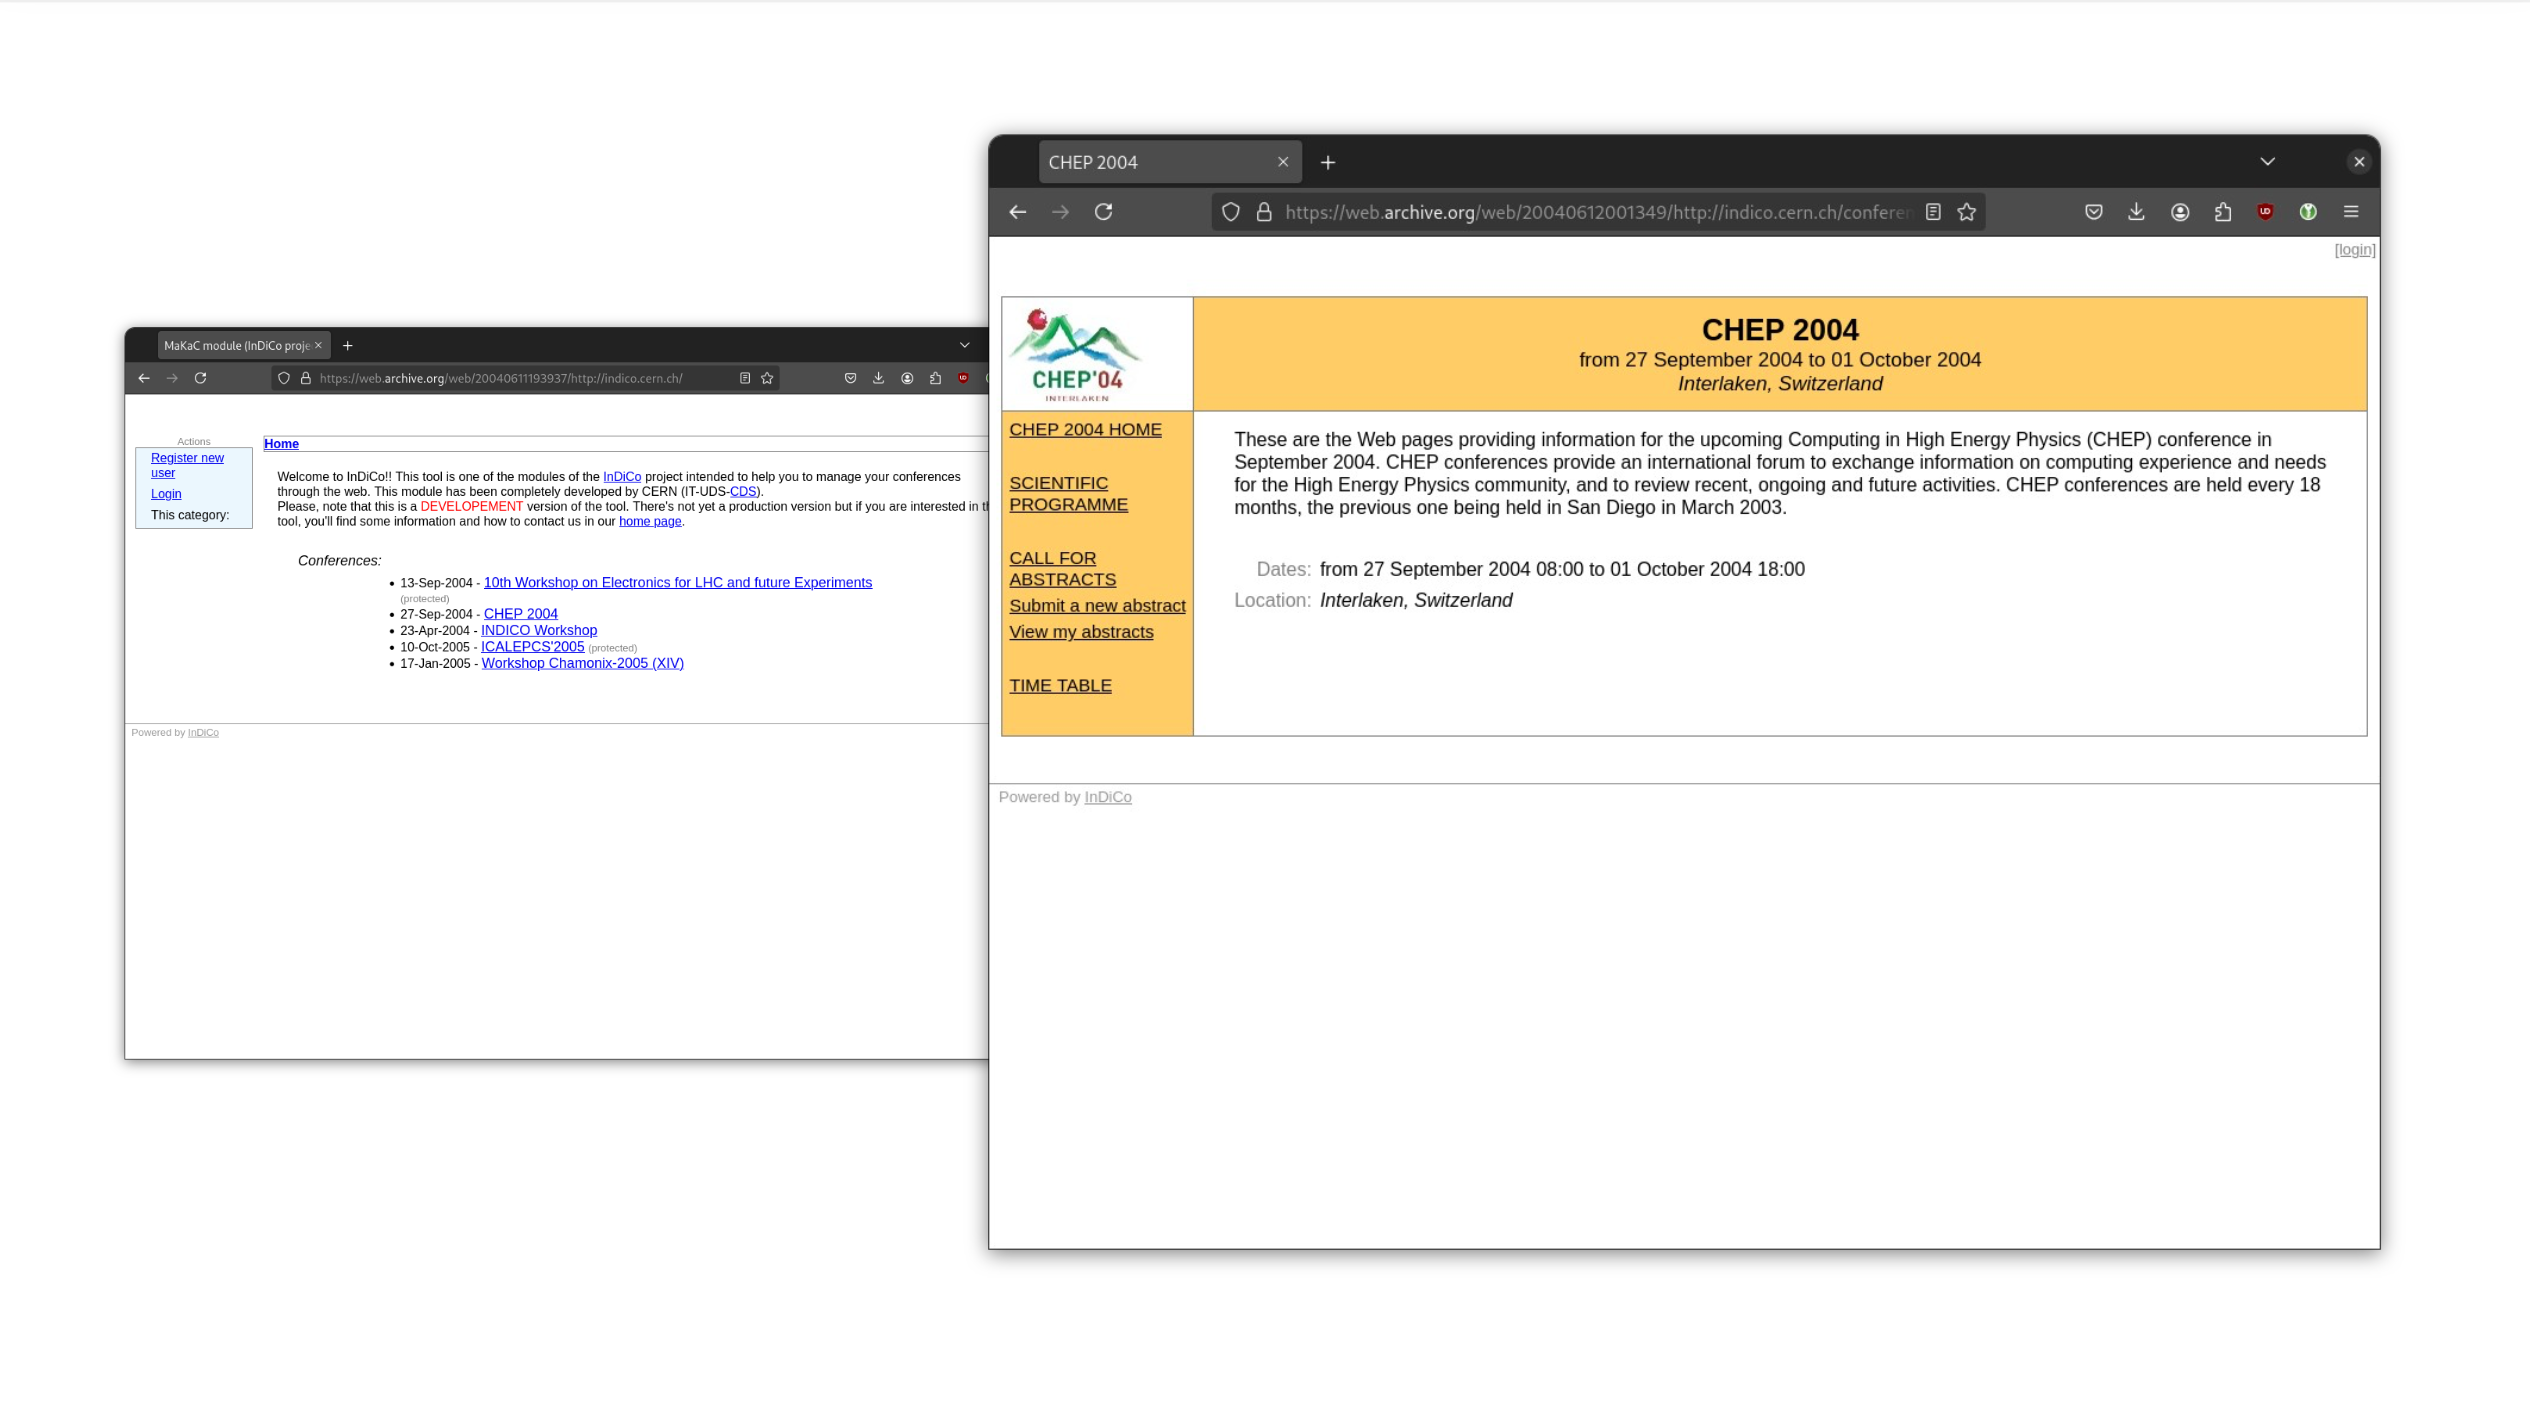 MaKaC module (InDiCo proje
https://web.archive.org/web/20040611193937/http://indico.cern.ch/
Actions
Register new
user
Login
This category:
Home
Welcome to InDiCo!! This tool is one of the modules of the InDiCo project intended to help you to manage your conferences
through the web. This module has been completely developed by CERN (IT-UDS-CDS).
Please, note that this is a DEVELOPEMENT version of the tool. There's not yet a production version but if you are interested in th
tool, you'll find some information and how to contact us in our home page.
Conferences:
13-Sep-2004 - 10th Workshop on Electronics for LHC and future Experiments
(protected)
27-Sep-2004 - CHEP 2004
23-Apr-2004 - INDICO Workshop
10-Oct-2005 - ICALEPCS'2005 (protected)
17-Jan-2005 - Workshop Chamonix-2005 (XIV)
Powered by InDiCo
CHEP 2004
https://web.archive.org/web/20040612001349/http://indico.cern.ch/conferen
[login]
CHEP'04
INTERLAKEN
CHEP 2004
from 27 September 2004 to 01 October 2004
Interlaken, Switzerland
CHEP 2004 HOME
SCIENTIFIC
PROGRAMME
CALL FOR
ABSTRACTS
Submit a new abstract
View my abstracts
TIME TABLE
These are the Web pages providing information for the upcoming Computing in High Energy Physics (CHEP) conference in
September 2004. CHEP conferences provide an international forum to exchange information on computing experience and needs
for the High Energy Physics community, and to review recent, ongoing and future activities. CHEP conferences are held every 18
months, the previous one being held in San Diego in March 2003.
Dates: from 27 September 2004 08:00 to 01 October 2004 18:00
Location: Interlaken, Switzerland
Powered by InDiCo